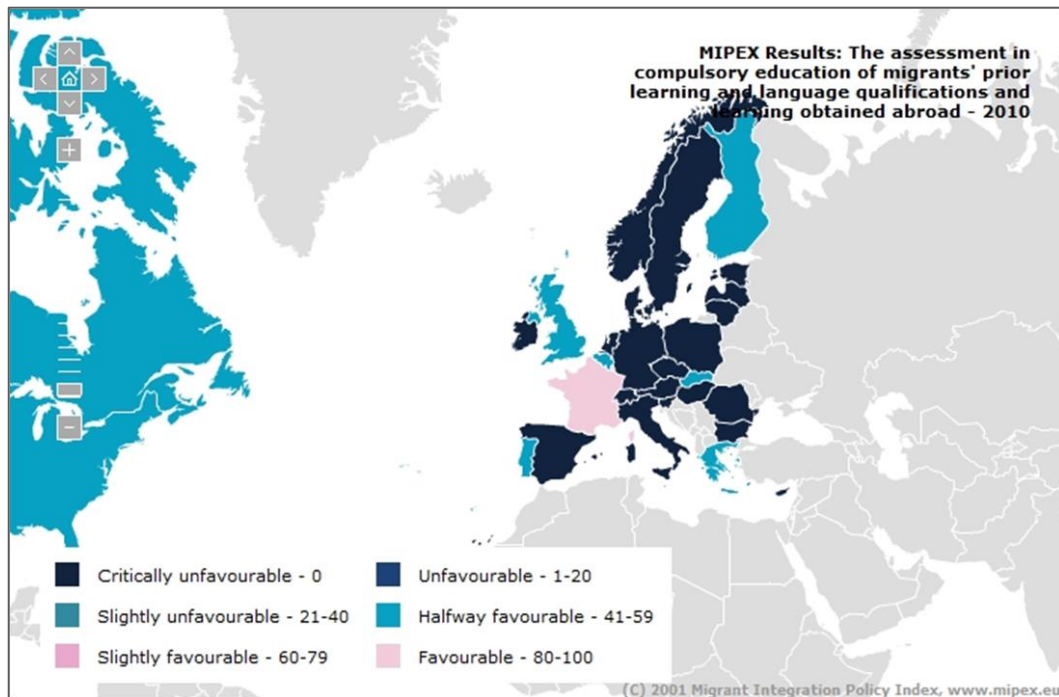 MIPEX Results: The assessment in
compulsory education of migrants' prior
learning and language qualifications and
learning obtained abroad - 2010
Critically unfavourable - 0
Unfavourable - 1-20
Slightly unfavourable - 21-40
Halfway favourable - 41-59
Slightly favourable - 60-79
Favourable - 80-100
(C) 2001 Migrant Integration Policy Index, www.mipex.eu